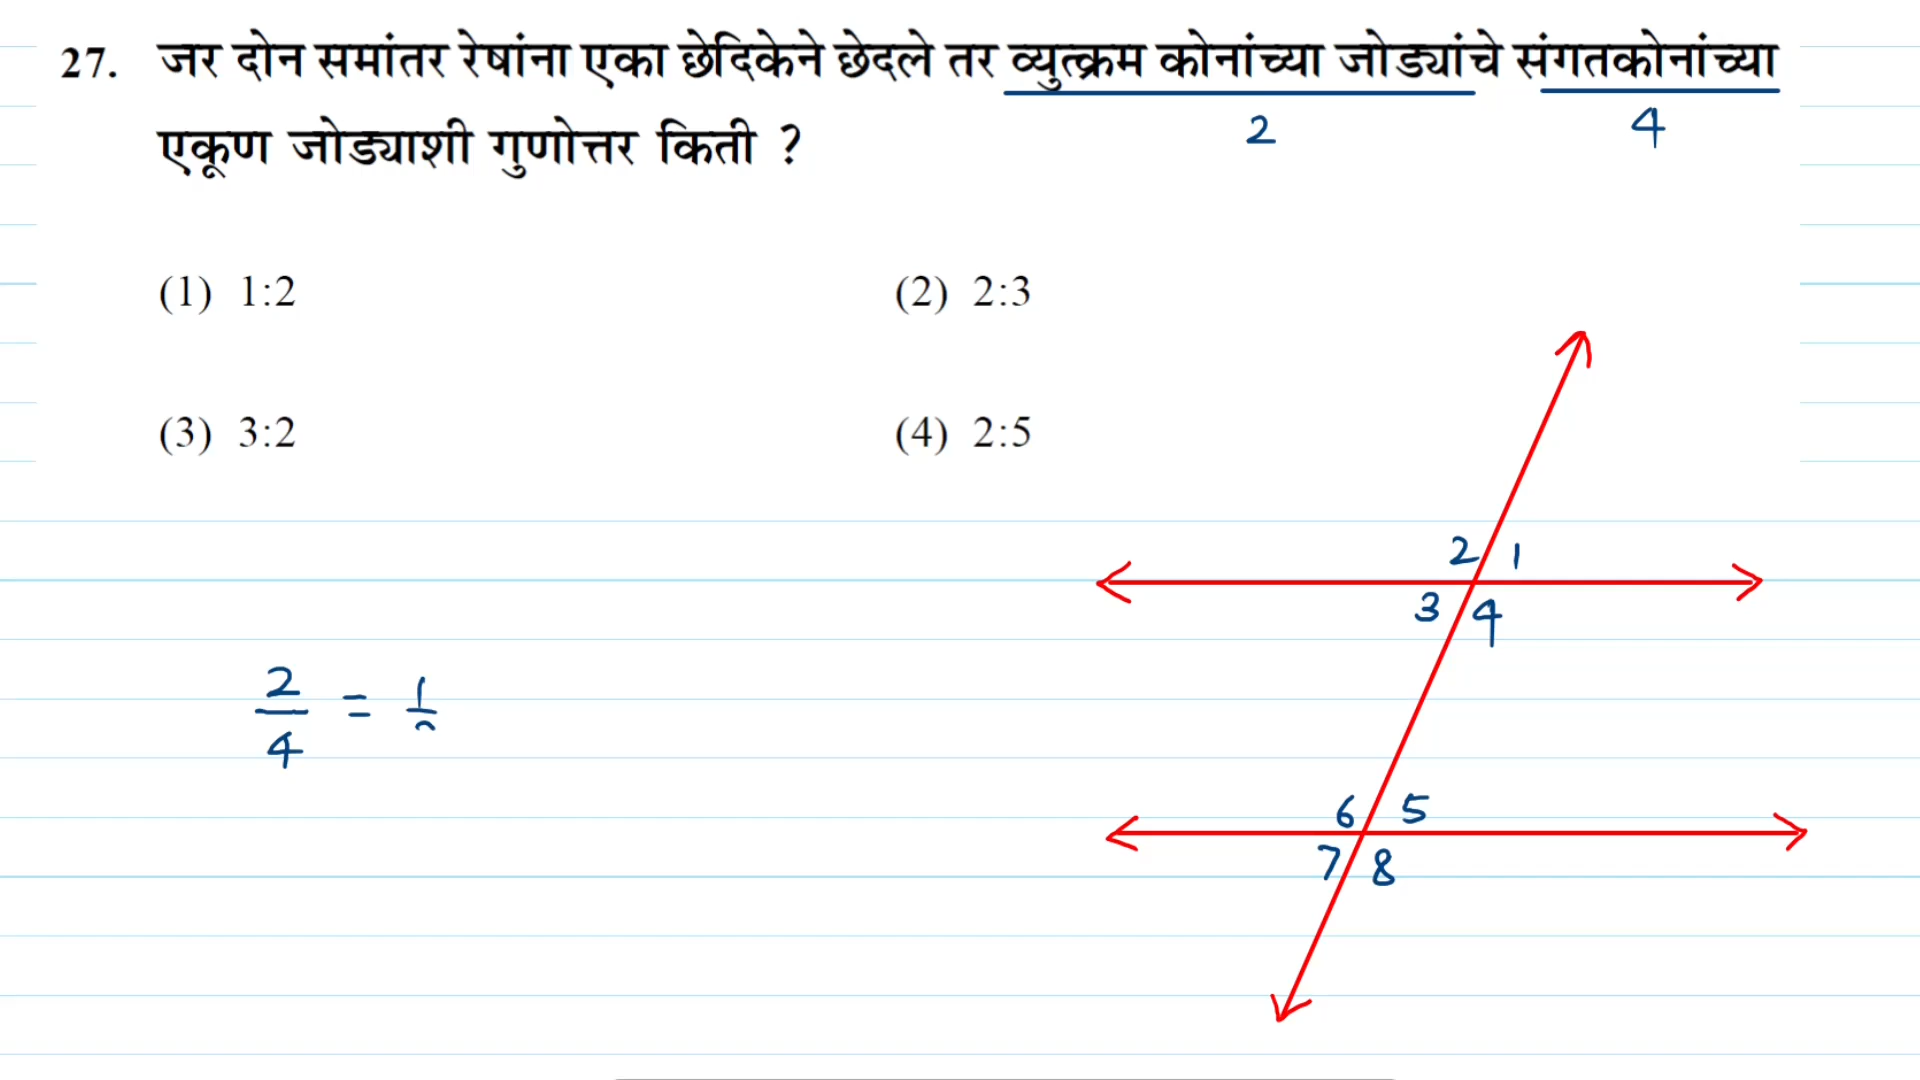 27. जर दोन समांतर रेषांना एका छेदिकेने छेदले तर व्युत्क्रम कोनांच्या जोड्यांचे संगतकोनांच्या
2 4
एकूण जोड्याशी गुणोत्तर किती ?
(1) 1:2 (2) 2:3
(3) 3:2 (4) 2:5
2 1
3 4
2/4 = 1/
6 5
7 8